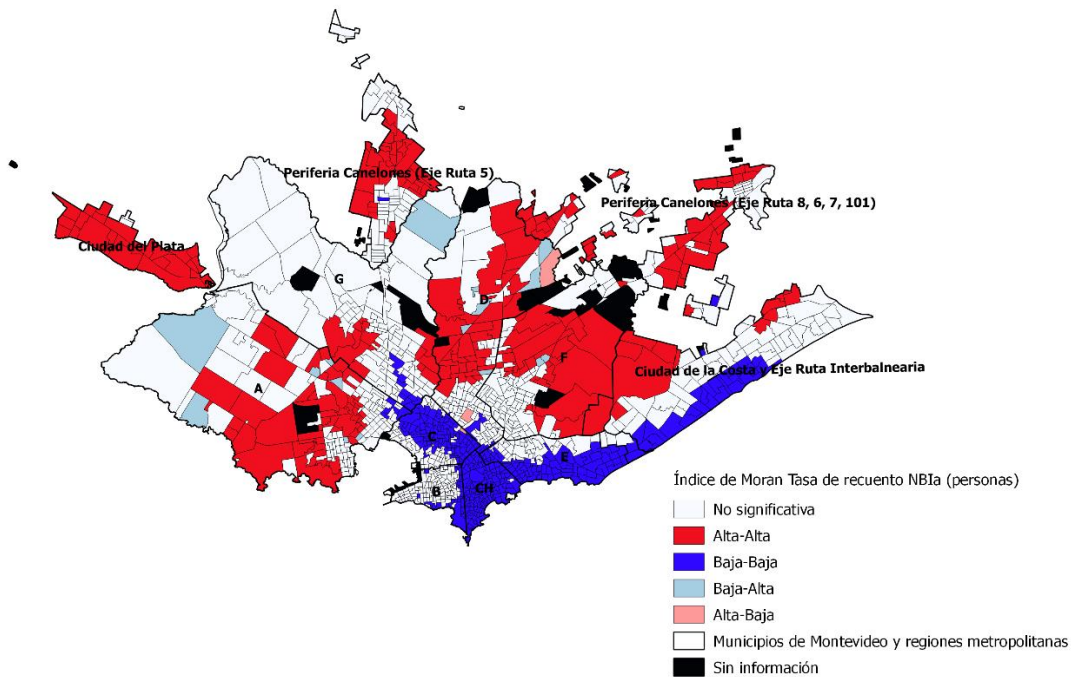 Periferia Canelones (Eje Ruta 5)
Periferia Canelones (Eje Ruta 8, 6, 7, 101)
Ciudad del Plata
G
D
F
Ciudad de la Costa y Eje Ruta Interbalnearia
A
C
E
B
CH
Índice de Moran Tasa de recuento NBIa (personas)
No significativa
Alta-Alta
Baja-Baja
Baja-Alta
Alta-Baja
Municipios de Montevideo y regiones metropolitanas
Sin información